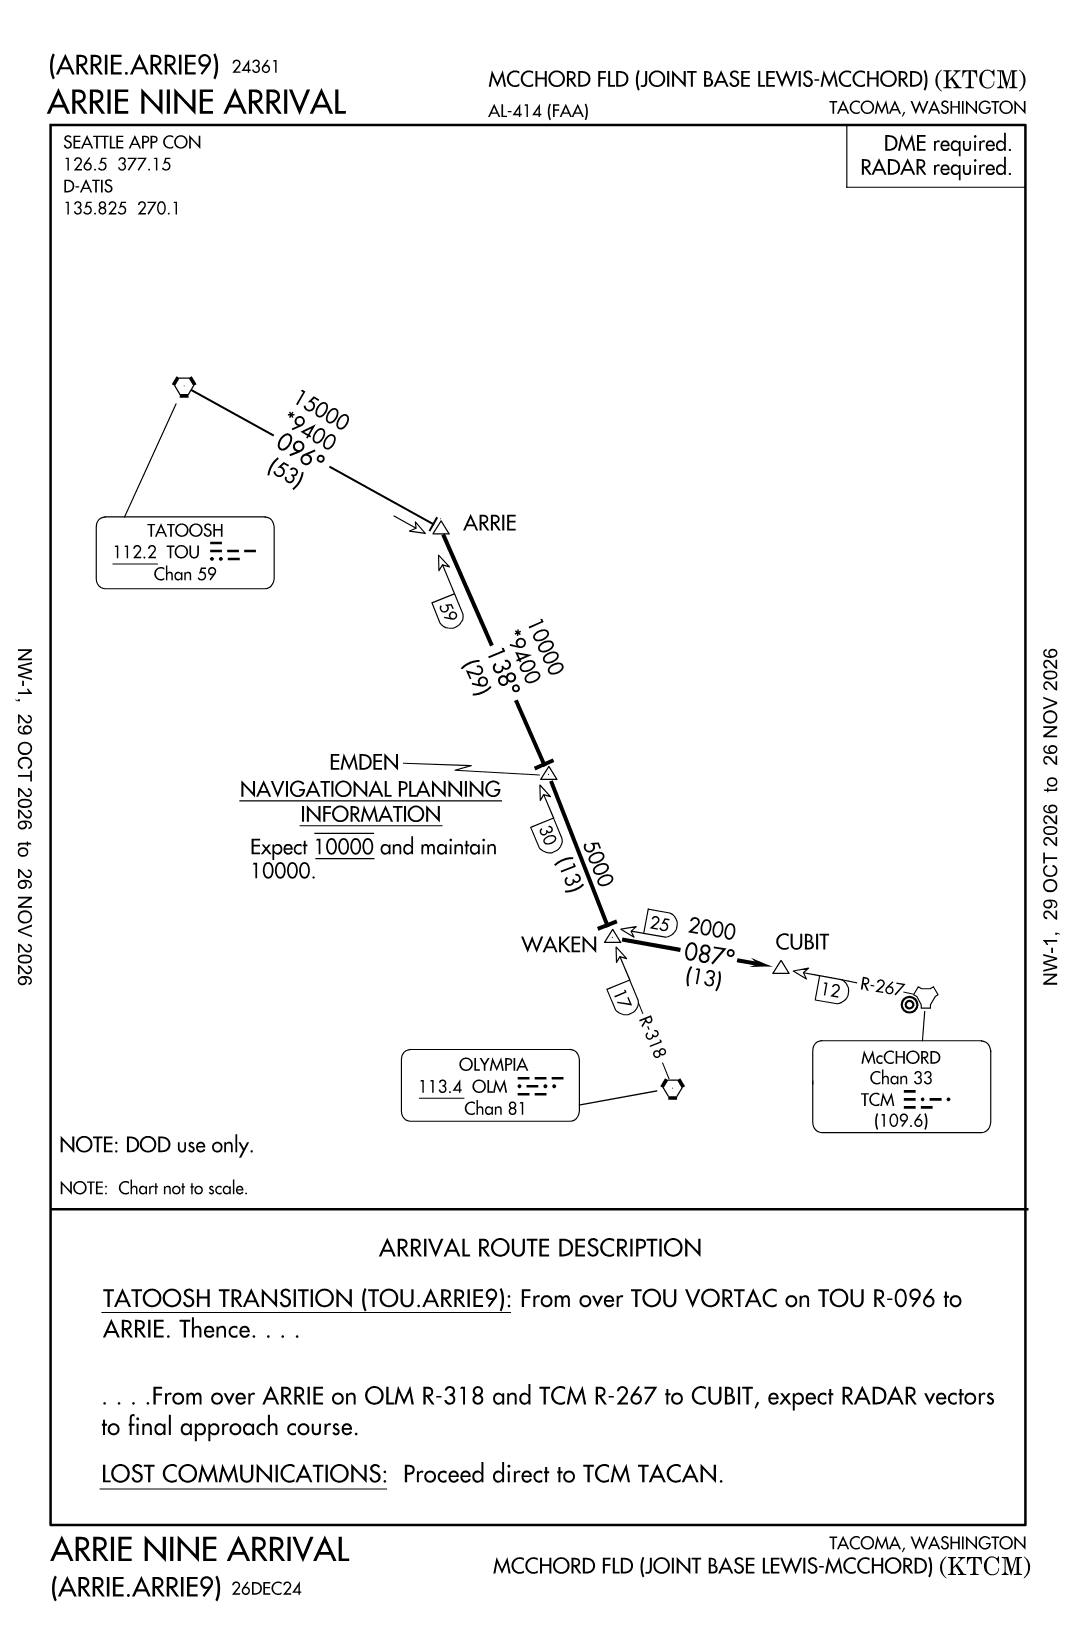 (ARRIE.ARRIE9) 24361
ARRIE NINE ARRIVAL
MCCHORD FLD (JOINT BASE LEWIS-MCCHORD) (KTCM)
AL-414 (FAA)
TACOMA, WASHINGTON
SEATTLE APP CON
126.5 377.15
D-ATIS
135.825 270.1
DME required.
RADAR required.
15000
*9400
096°
(53)
TATOOSH
112.2 TOU
Chan 59
ARRIE
59
10000
*9400
138°
(29)
EMDEN
NAVIGATIONAL PLANNING
INFORMATION
Expect 10000 and maintain
10000.
30
5000
(13)
WAKEN
25
2000
087°
(13)
CUBIT
12
R-267
17
R-318
OLYMPIA
113.4 OLM
Chan 81
McCHORD
Chan 33
TCM
(109.6)
NOTE: DOD use only.
NOTE: Chart not to scale.
NW-1, 29 OCT 2026 to 26 NOV 2026
NW-1, 29 OCT 2026 to 26 NOV 2026
ARRIVAL ROUTE DESCRIPTION
TATOOSH TRANSITION (TOU.ARRIE9): From over TOU VORTAC on TOU R-096 to
ARRIE. Thence. . . .
. . . .From over ARRIE on OLM R-318 and TCM R-267 to CUBIT, expect RADAR vectors
to final approach course.
LOST COMMUNICATIONS: Proceed direct to TCM TACAN.
ARRIE NINE ARRIVAL
(ARRIE.ARRIE9) 26DEC24
TACOMA, WASHINGTON
MCCHORD FLD (JOINT BASE LEWIS-MCCHORD) (KTCM)